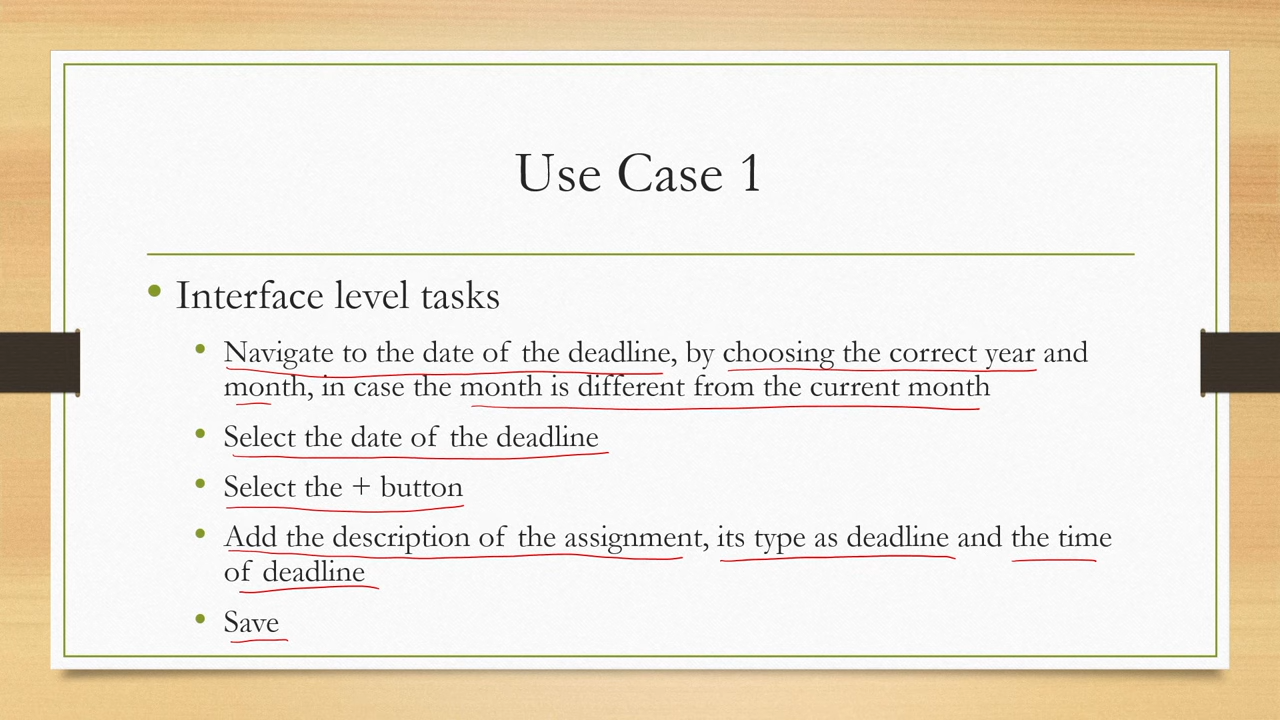 Use Case 1
• Interface level tasks
• Navigate to the date of the deadline, by choosing the correct year and
month, in case the month is different from the current month
• Select the date of the deadline
• Select the + button
• Add the description of the assignment, its type as deadline and the time
of deadline
• Save